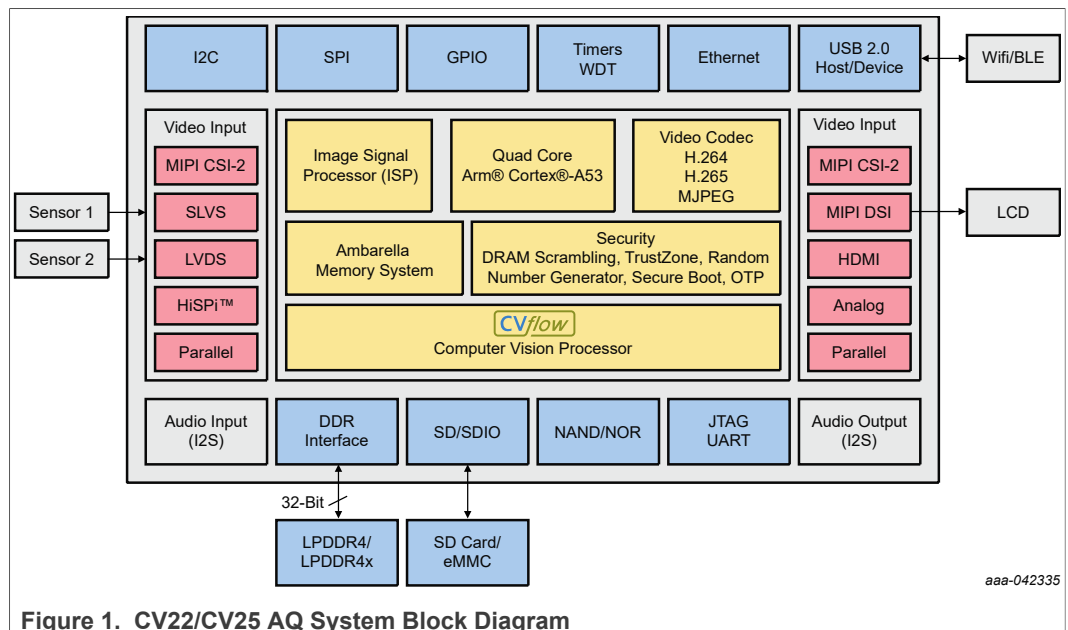 I2C
SPI
GPIO
Timers
WDT
Ethernet
USB 2.0
Host/Device
Wifi/BLE
Video Input
MIPI CSI-2
SLVS
LVDS
HiSPi™
Parallel
Sensor 1
Sensor 2
Image Signal
Processor (ISP)
Quad Core
Arm® Cortex®-A53
Video Codec
H.264
H.265
MJPEG
Ambarella
Memory System
Security
DRAM Scrambling, TrustZone, Random
Number Generator, Secure Boot, OTP
CVflow
Computer Vision Processor
Video Input
MIPI CSI-2
MIPI DSI
HDMI
Analog
Parallel
LCD
Audio Input
(I2S)
DDR
Interface
SD/SDIO
NAND/NOR
JTAG
UART
Audio Output
(I2S)
32-Bit
LPDDR4/
LPDDR4x
SD Card/
eMMC
aaa-042335
Figure 1. CV22/CV25 AQ System Block Diagram